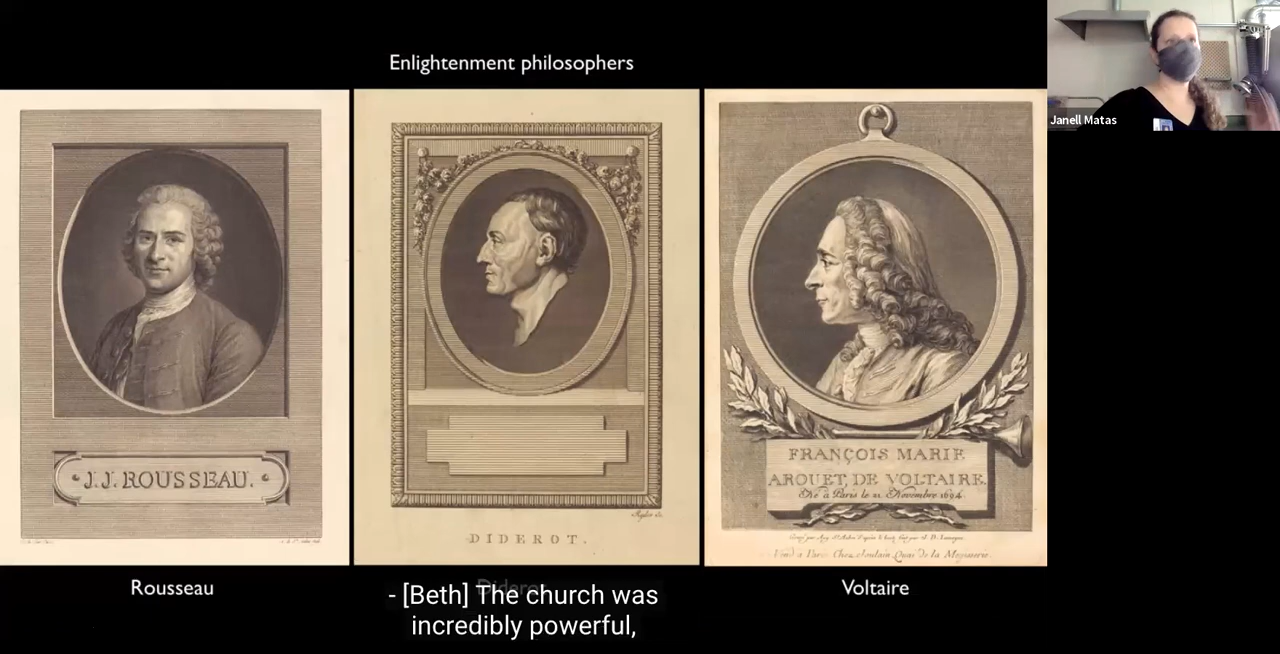 Enlightenment philosophers
Janell Matas
J.J. ROUSSEAU.
DIDEROT.
FRANÇOIS MARIE
AROUET, DE VOLTAIRE.
Né à Paris le 21 Novembre 1694
Rousseau
Diderot
Voltaire
- [Beth] The church was
incredibly powerful,